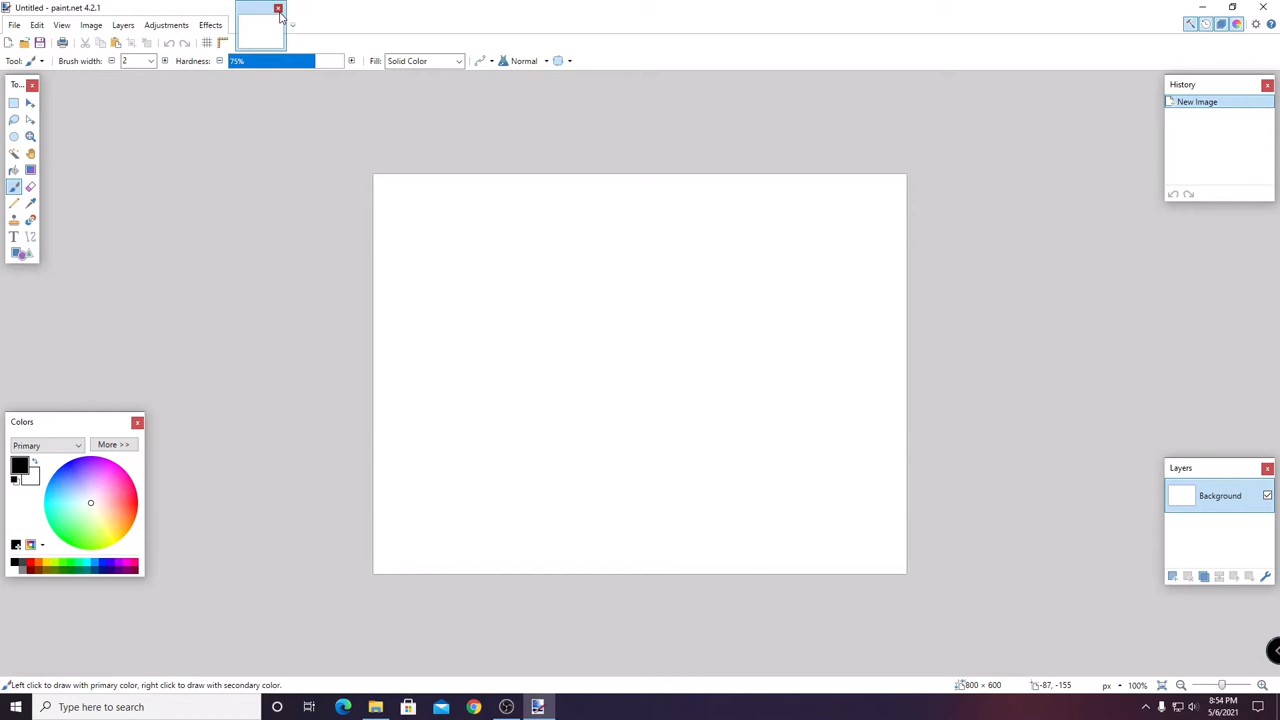 Untitled - paint.net 4.2.1
File Edit View Image Layers Adjustments Effects
Tool: Brush width: 2 Hardness: 75% Fill: Solid Color Normal
To...
History
New Image
Colors
Primary More >>
Layers
Background
Left click to draw with primary color, right click to draw with secondary color. 800 × 600 -87, -155 px 100%
Type here to search
8:54 PM
5/6/2021